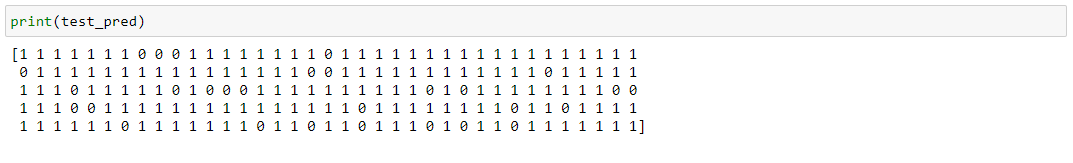 print(test_pred)
[1 1 1 1 1 1 1 0 0 0 1 1 1 1 1 1 1 1 0 1 1 1 1 1 1 1 1 1 1 1 1 1 1 1 1 1 1
0 1 1 1 1 1 1 1 1 1 1 1 1 1 1 1 1 0 0 1 1 1 1 1 1 1 1 1 1 1 1 0 1 1 1 1 1
1 1 1 0 1 1 1 1 1 0 1 0 0 0 1 1 1 1 1 1 1 1 1 1 0 1 0 1 1 1 1 1 1 1 1 0 0
1 1 1 0 0 1 1 1 1 1 1 1 1 1 1 1 1 1 1 1 0 1 1 1 1 1 1 1 1 0 1 1 0 1 1 1 1
1 1 1 1 1 1 0 1 1 1 1 1 1 1 0 1 1 0 1 1 0 1 1 1 0 1 0 1 1 0 1 1 1 1 1 1 1]